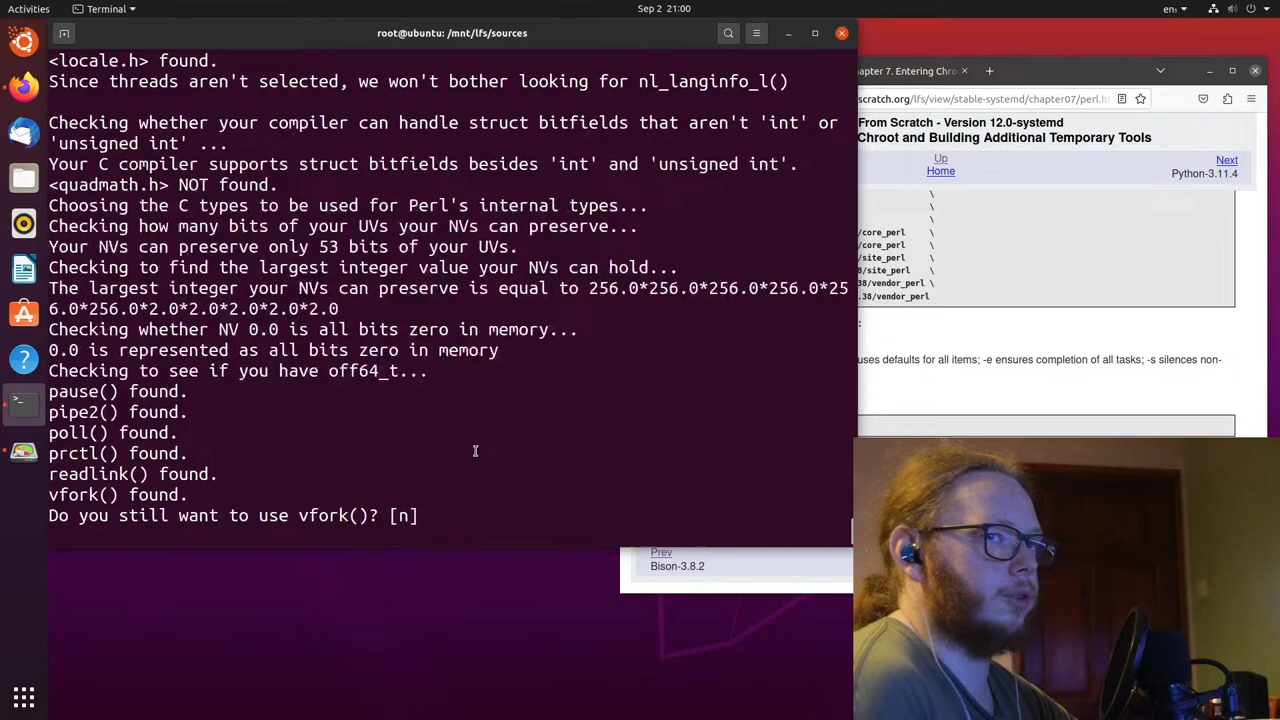 Activities
Terminal
Sep 2 21:00
en
root@ubuntu: /mnt/lfs/sources
<locale.h> found.
Since threads aren't selected, we won't bother looking for nl_langinfo_l()
Checking whether your compiler can handle struct bitfields that aren't 'int' or
'unsigned int' ...
Your C compiler supports struct bitfields besides 'int' and 'unsigned int'.
<quadmath.h> NOT found.
Choosing the C types to be used for Perl's internal types...
Checking how many bits of your UVs your NVs can preserve...
Your NVs can preserve only 53 bits of your UVs.
Checking to find the largest integer value your NVs can hold...
The largest integer your NVs can preserve is equal to 256.0*256.0*256.0*256.0*25
6.0*256.0*2.0*2.0*2.0*2.0*2.0
Checking whether NV 0.0 is all bits zero in memory...
0.0 is represented as all bits zero in memory
Checking to see if you have off64_t...
pause() found.
pipe2() found.
poll() found.
prctl() found.
readlink() found.
vfork() found.
Do you still want to use vfork()? [n]
hapter 7. Entering Chro
scratch.org/lfs/view/stable-systemd/chapter07/perl.h
From Scratch - Version 12.0-systemd
Chroot and Building Additional Temporary Tools
Up
Home
Next
Python-3.11.4
\
\
\
/core_perl \
/core_perl \
/site_perl \
8/site_perl \
.38/vendor_perl \
.38/vendor_perl
:
uses defaults for all items; -e ensures completion of all tasks; -s silences non-
Prev
Bison-3.8.2